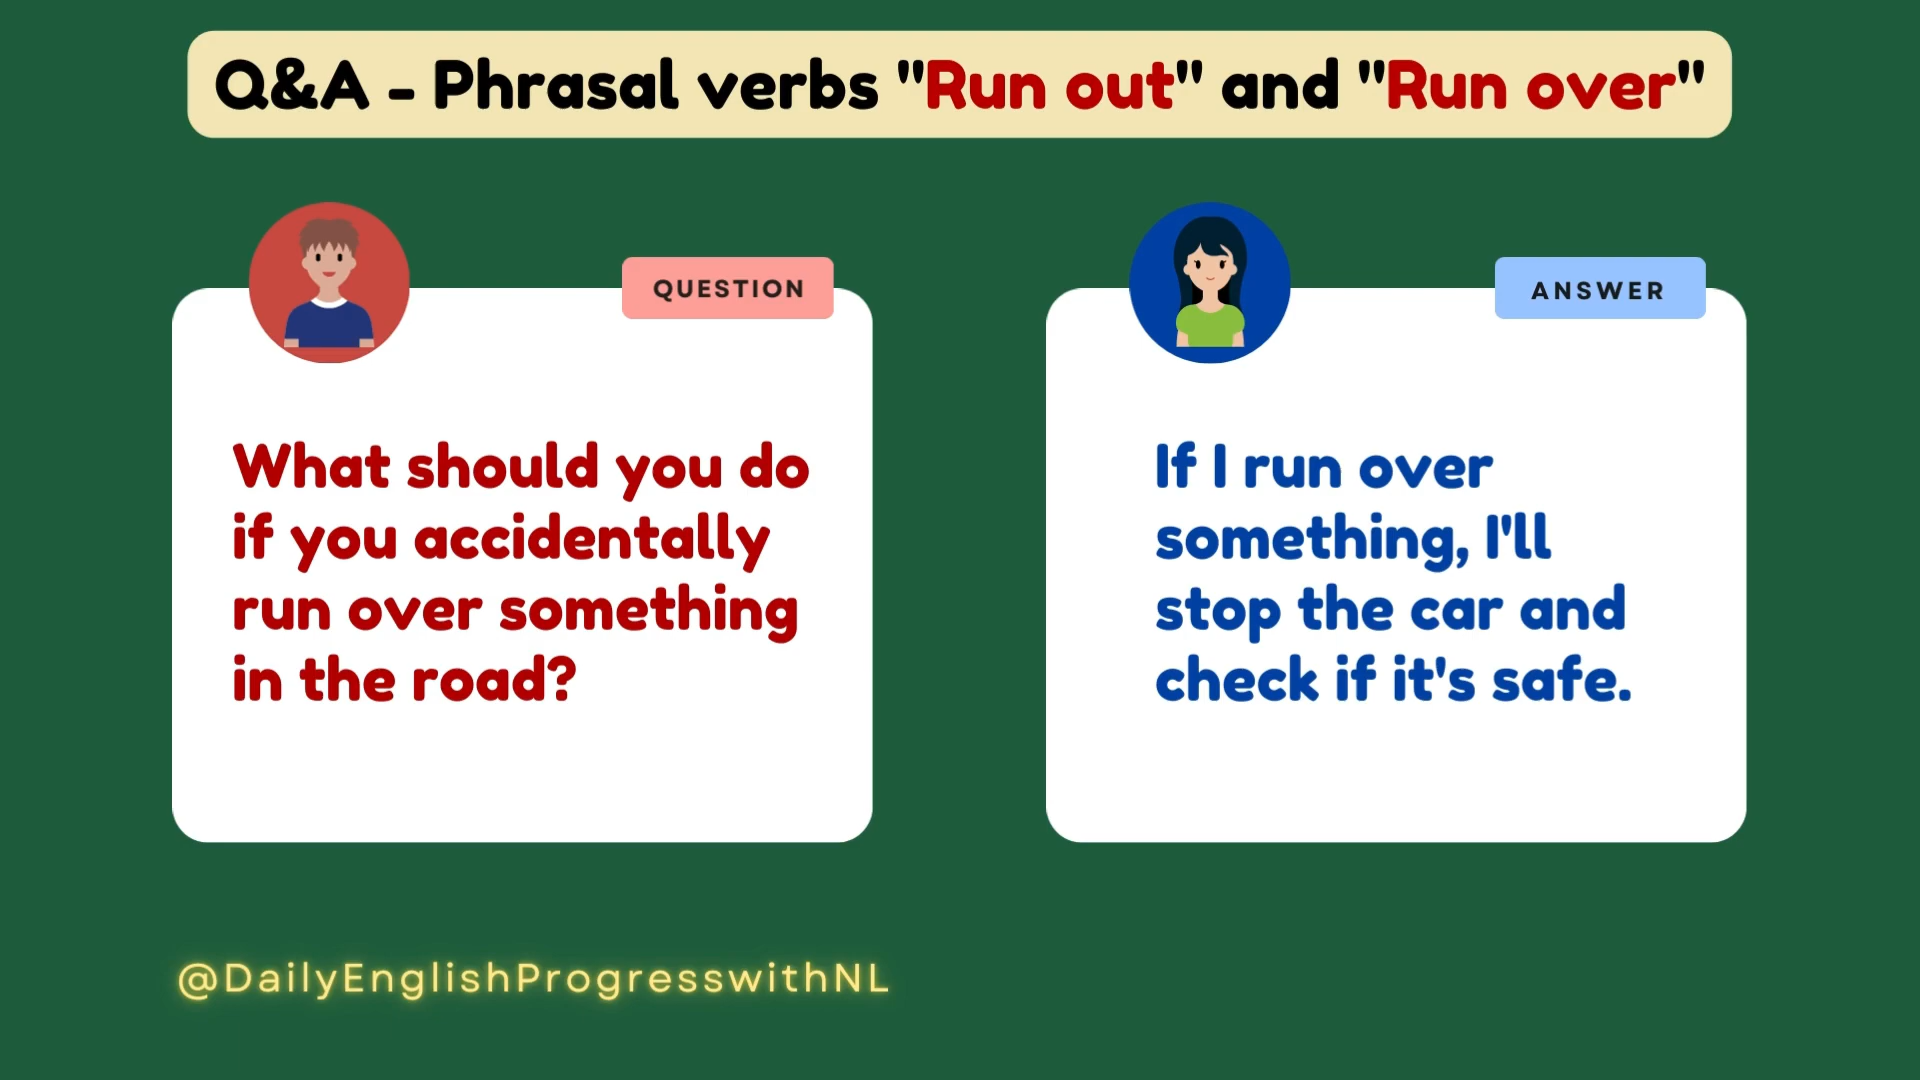 Q&A - Phrasal verbs "Run out" and "Run over"
QUESTION
What should you do
if you accidentally
run over something
in the road?
ANSWER
If I run over
something, I'll
stop the car and
check if it's safe.
@DailyEnglishProgresswithNL